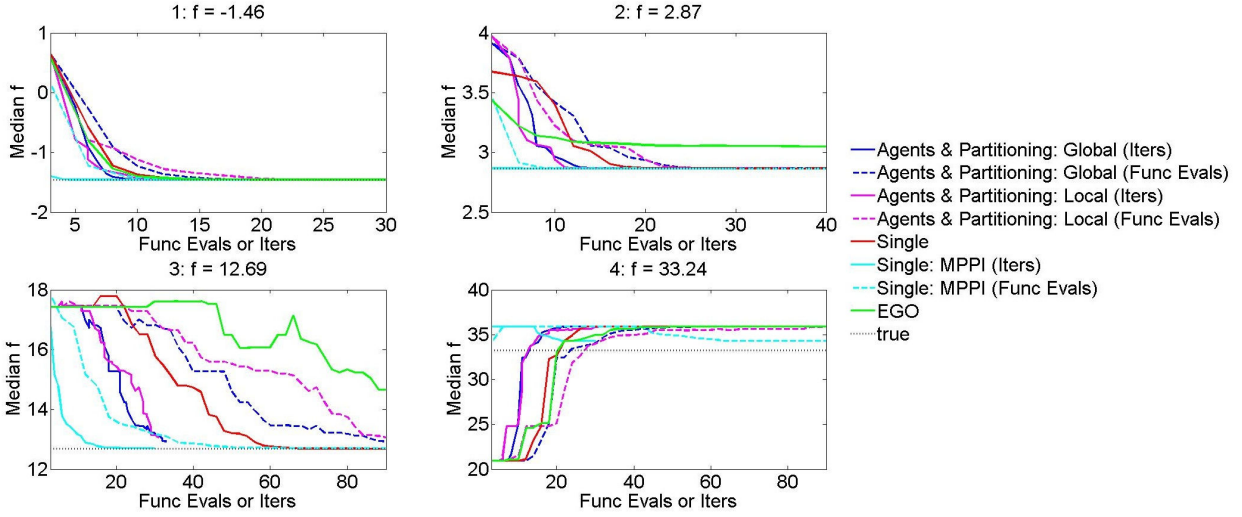 1: f = -1.46
Median f
1
0
-1
-2
5
10
15
20
25
30
Func Evals or Iters
2: f = 2.87
Median f
4
3.5
3
2.5
10
20
30
40
Func Evals or Iters
3: f = 12.69
Median f
18
16
14
12
20
40
60
80
Func Evals or Iters
4: f = 33.24
Median f
40
35
30
25
20
20
40
60
80
Func Evals or Iters
Agents & Partitioning: Global (Iters)
Agents & Partitioning: Global (Func Evals)
Agents & Partitioning: Local (Iters)
Agents & Partitioning: Local (Func Evals)
Single
Single: MPPI (Iters)
Single: MPPI (Func Evals)
EGO
true